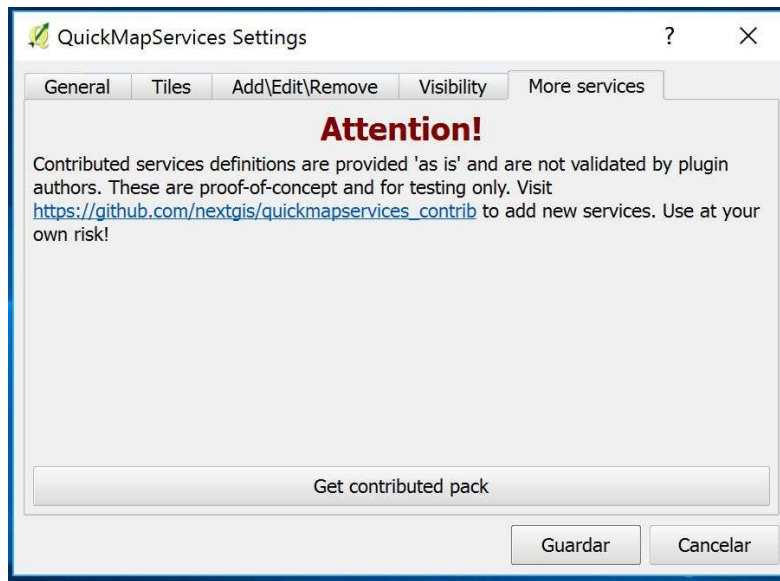 QuickMapServices Settings ? ×
General Tiles Add\Edit\Remove Visibility More services
Attention!
Contributed services definitions are provided 'as is' and are not validated by plugin
authors. These are proof-of-concept and for testing only. Visit
https://github.com/nextgis/quickmapservices_contrib to add new services. Use at your
own risk!
Get contributed pack
Guardar Cancelar